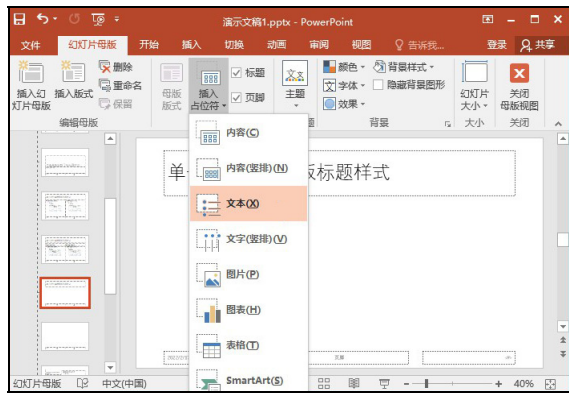 演示文稿1.pptx - PowerPoint
文件 幻灯片母版 开始 插入 切换 动画 审阅 视图 告诉我... 登录 共享
插入幻灯片母版
插入版式
删除
重命名
保留
编辑母版
母版版式
插入占位符
标题
页脚
主题
颜色
字体
效果
背景样式
隐藏背景图形
背景
幻灯片大小
大小
关闭母版视图
关闭
内容(C)
内容(竖排)(N)
文本(X)
文字(竖排)(V)
图片(P)
图表(H)
表格(T)
SmartArt(S)
单
版标题样式
页脚
幻灯片母版 中文(中国) 40%